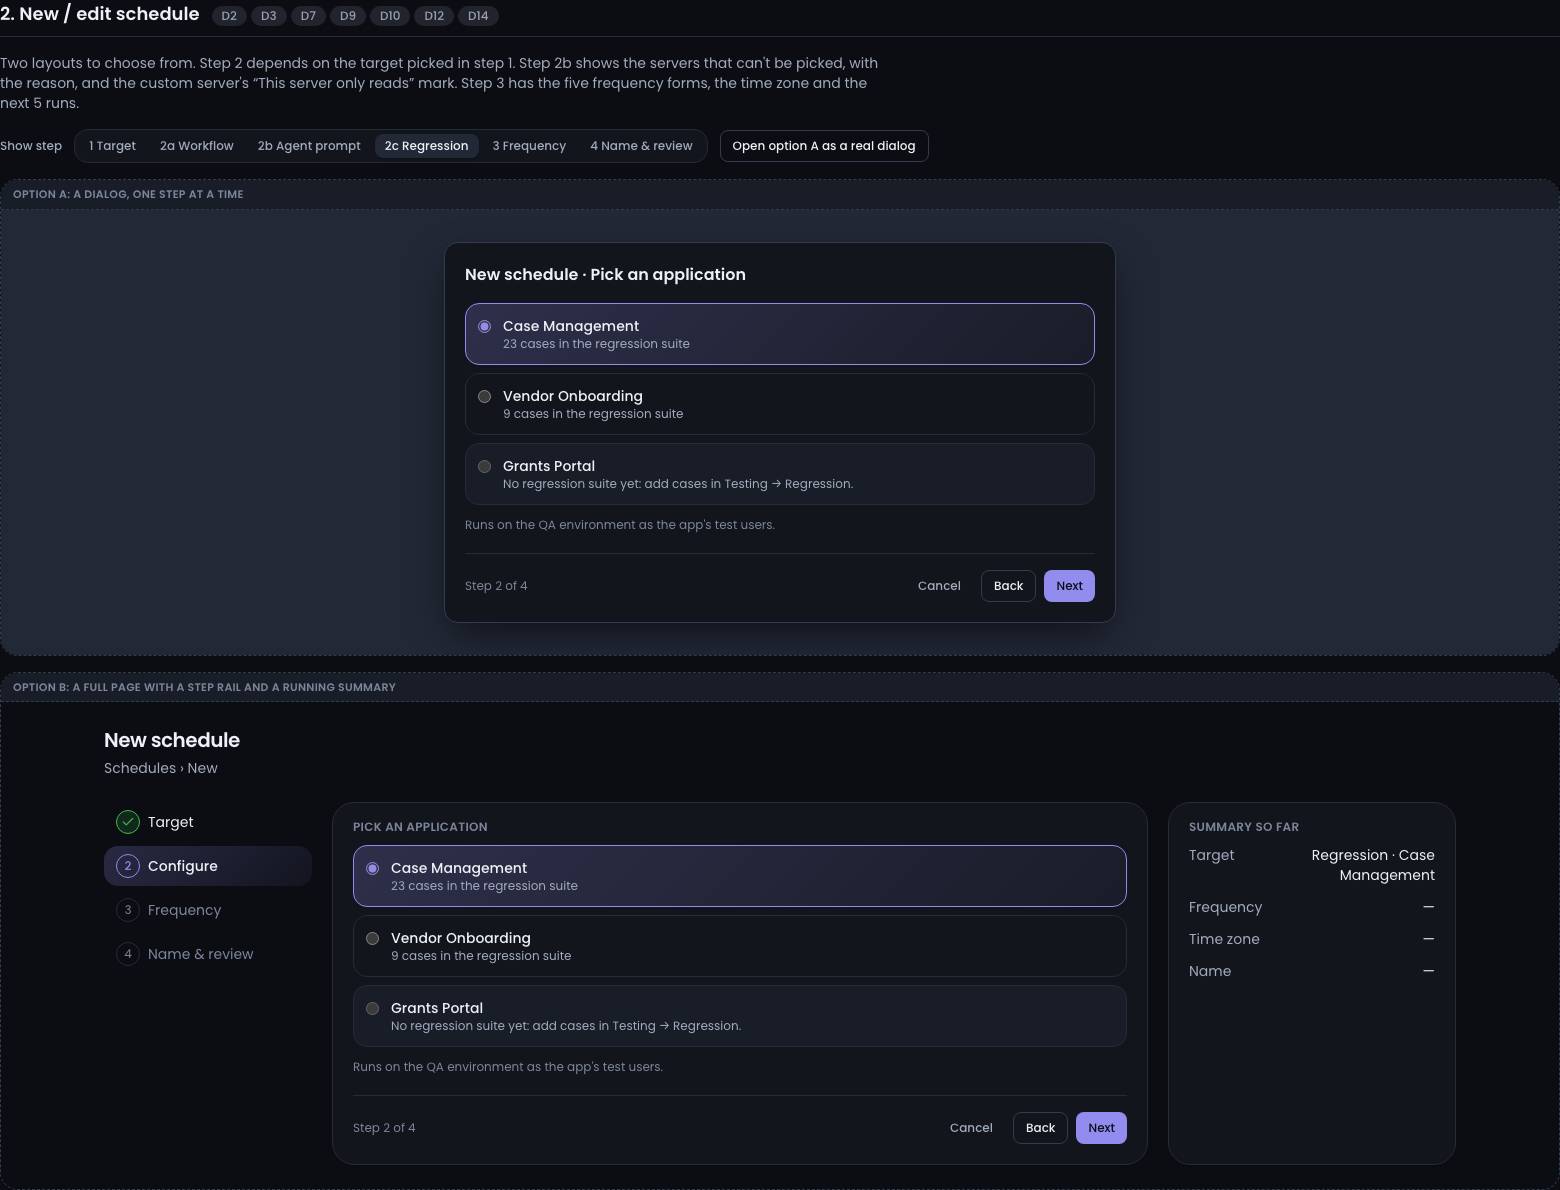 2. New / edit schedule D2 D3 D7 D9 D10 D12 D14
Two layouts to choose from. Step 2 depends on the target picked in step 1. Step 2b shows the servers that can't be picked, with
the reason, and the custom server's “This server only reads” mark. Step 3 has the five frequency forms, the time zone and the
next 5 runs.
Show step 1 Target 2a Workflow 2b Agent prompt 2c Regression 3 Frequency 4 Name & review Open option A as a real dialog
OPTION A: A DIALOG, ONE STEP AT A TIME
New schedule · Pick an application
Case Management
23 cases in the regression suite
Vendor Onboarding
9 cases in the regression suite
Grants Portal
No regression suite yet: add cases in Testing → Regression.
Runs on the QA environment as the app's test users.
Step 2 of 4 Cancel Back Next
OPTION B: A FULL PAGE WITH A STEP RAIL AND A RUNNING SUMMARY
New schedule
Schedules › New
Target
2 Configure
3 Frequency
4 Name & review
PICK AN APPLICATION
Case Management
23 cases in the regression suite
Vendor Onboarding
9 cases in the regression suite
Grants Portal
No regression suite yet: add cases in Testing → Regression.
Runs on the QA environment as the app's test users.
Step 2 of 4 Cancel Back Next
SUMMARY SO FAR
Target Regression · Case
Management
Frequency —
Time zone —
Name —